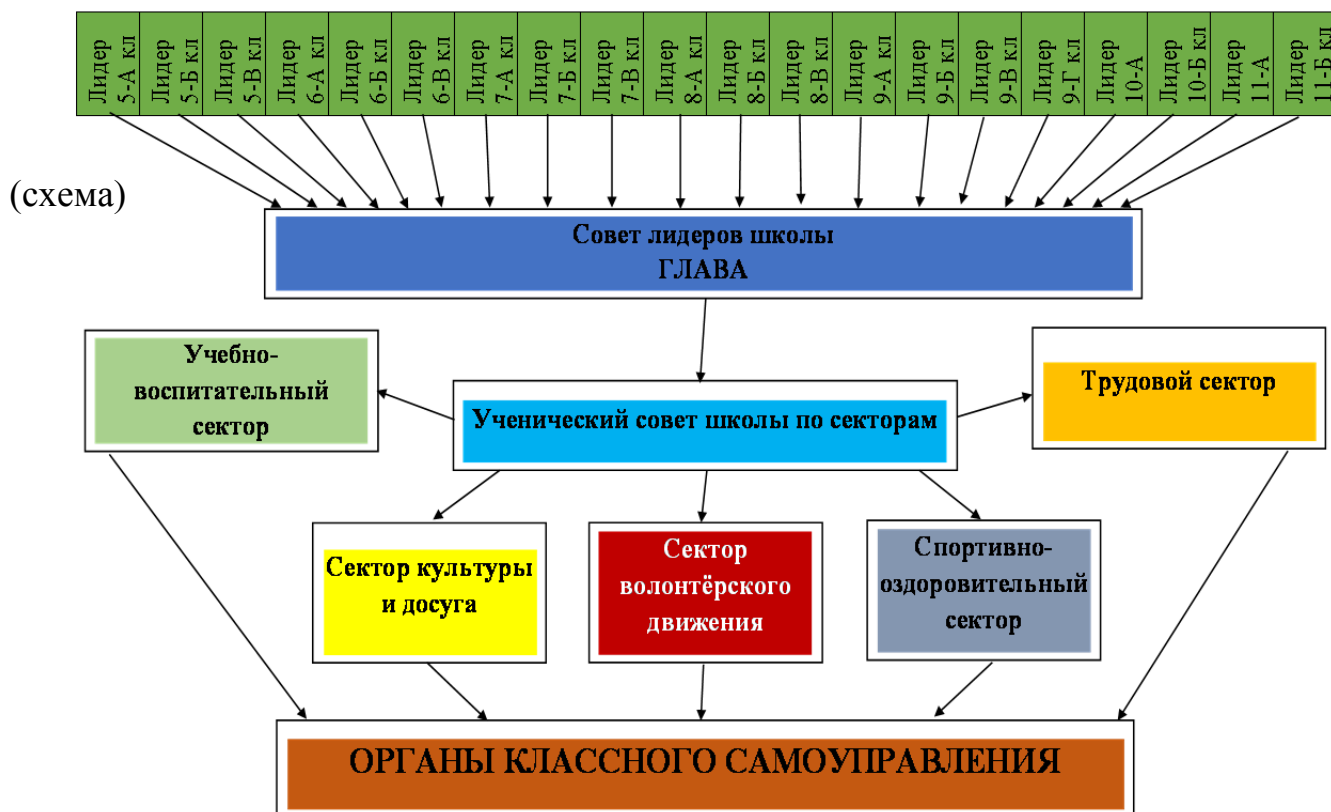 Лидер
5-А кл
Лидер
5-Б кл
Лидер
5-В кл
Лидер
6-А кл
Лидер
6-Б кл
Лидер
6-В кл
Лидер
7-А кл
Лидер
7-Б кл
Лидер
7-В кл
Лидер
8-А кл
Лидер
8-Б кл
Лидер
8-В кл
Лидер
9-А кл
Лидер
9-Б кл
Лидер
9-В кл
Лидер
9-Г кл
Лидер
10-А
Лидер
10-Б кл
Лидер
11-А
Лидер
11-Б кл
(схема)
Совет лидеров школы
ГЛАВА
Учебно-
воспитательный
сектор
Ученический совет школы по секторам
Трудовой сектор
Сектор культуры
и досуга
Сектор
волонтёрского
движения
Спортивно-
оздоровительный
сектор
ОРГАНЫ КЛАССНОГО САМОУПРАВЛЕНИЯ